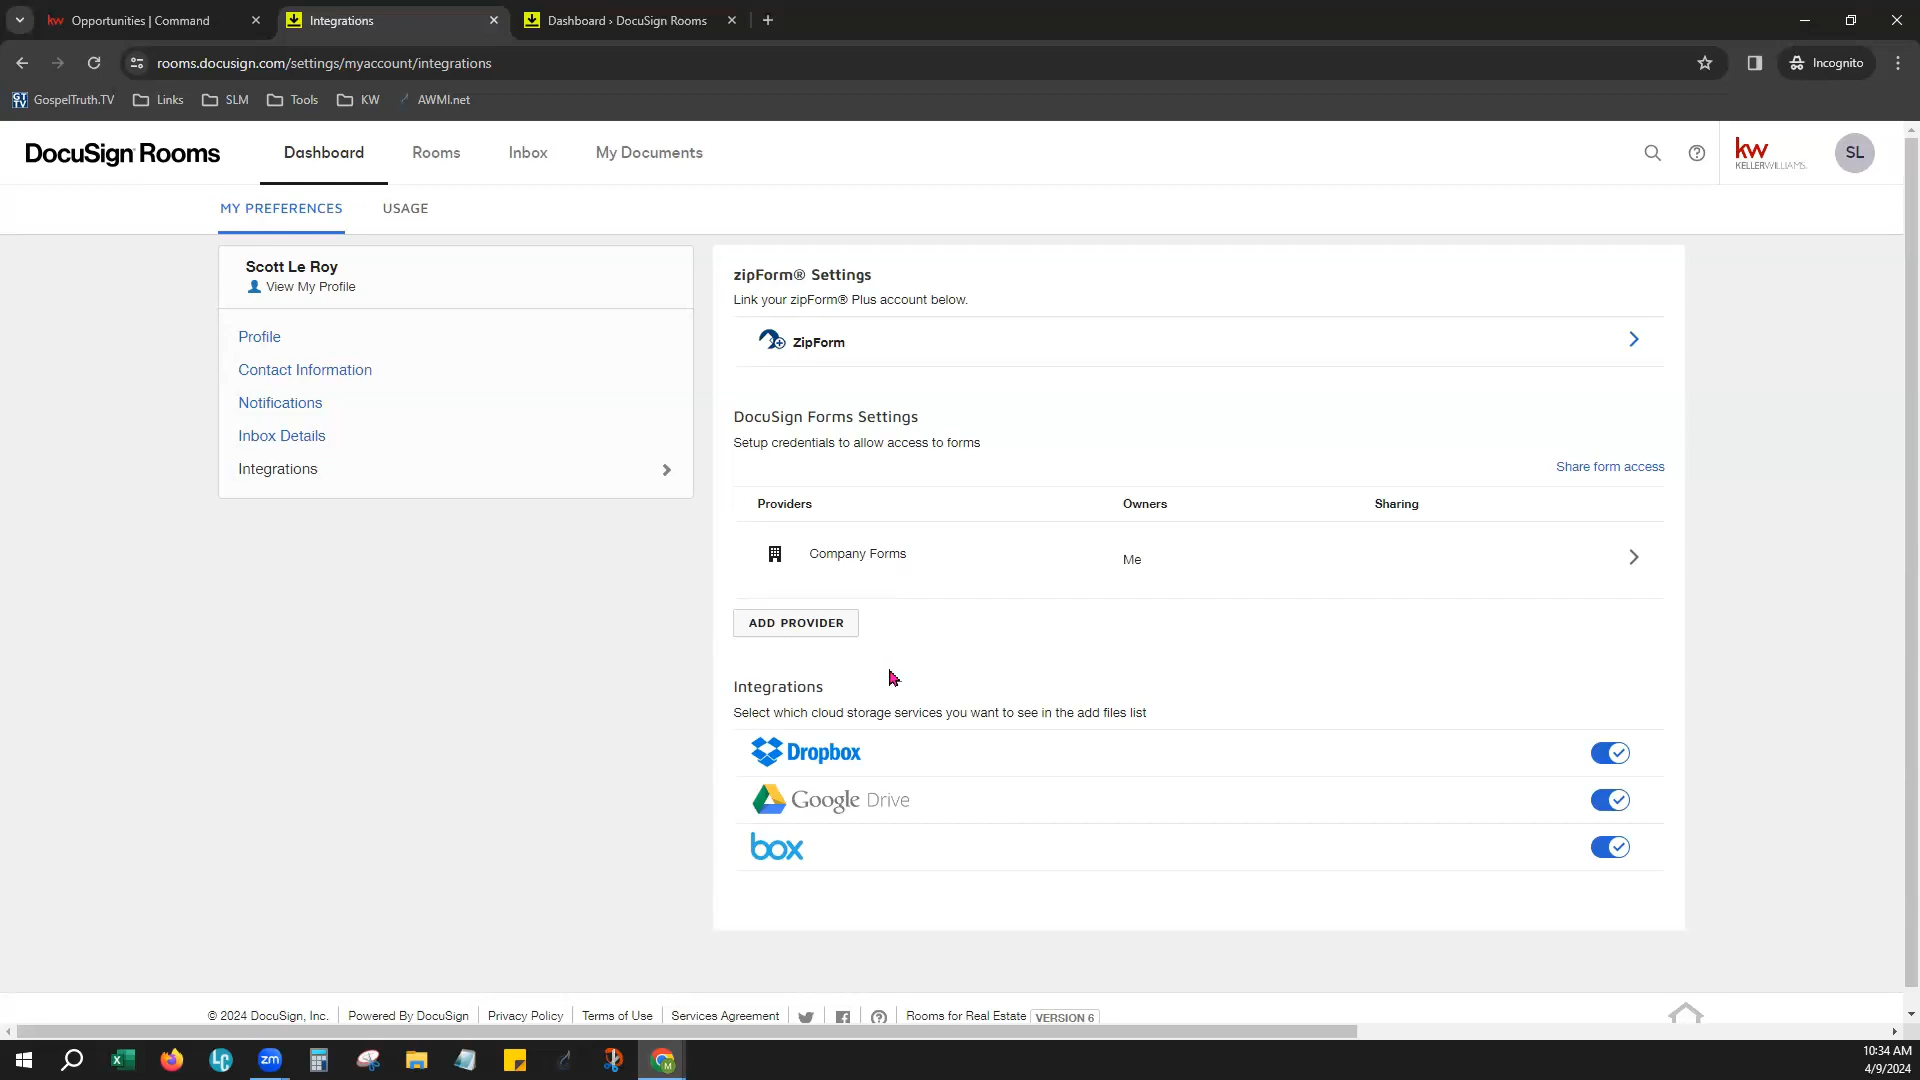 Opportunities | Command
Integrations
Dashboard › DocuSign Rooms
rooms.docusign.com/settings/myaccount/integrations
Incognito
GT TV
GospelTruth.TV
Links
SLM
Tools
KW
AWMI.net
DocuSign Rooms
Dashboard
Rooms
Inbox
My Documents
kw
KELLERWILLIAMS.
SL
MY PREFERENCES
USAGE
Scott Le Roy
View My Profile
Profile
Contact Information
Notifications
Inbox Details
Integrations
zipForm® Settings
Link your zipForm® Plus account below.
ZipForm
DocuSign Forms Settings
Setup credentials to allow access to forms
Share form access
Providers Owners Sharing
Company Forms Me
ADD PROVIDER
Integrations
Select which cloud storage services you want to see in the add files list
Dropbox
Google Drive
box
© 2024 DocuSign, Inc. Powered By DocuSign Privacy Policy Terms of Use Services Agreement Rooms for Real Estate VERSION 6
zm
M
10:34 AM
4/9/2024